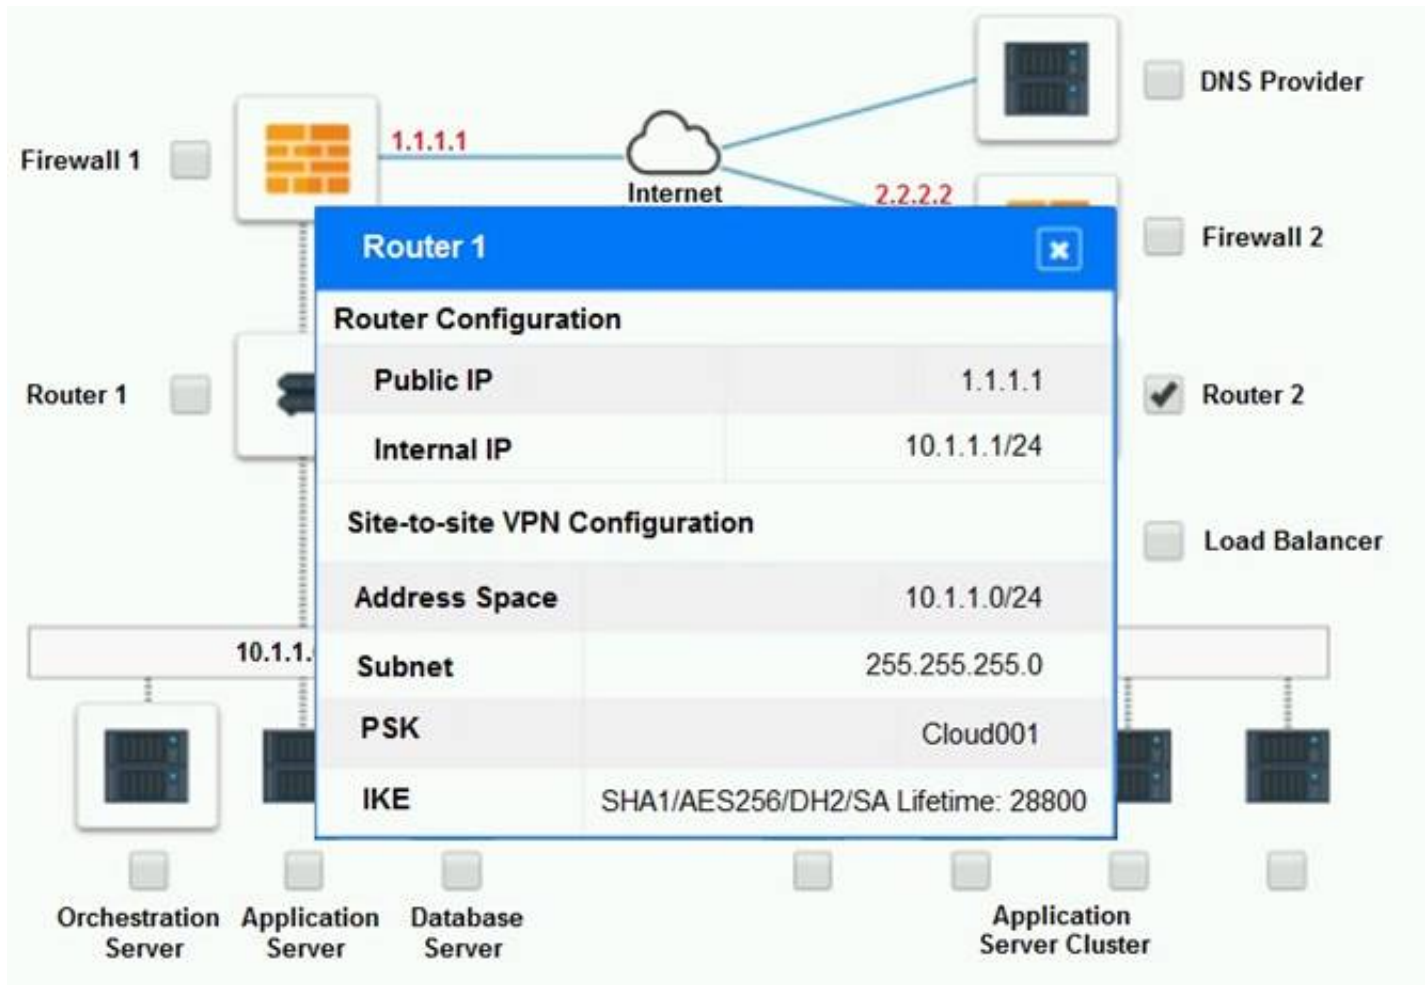 DNS Provider
Firewall 1
1.1.1.1
Internet
2.2.2.2
Firewall 2
Router 1
Router Configuration
Public IP 1.1.1.1
Internal IP 10.1.1.1/24
Site-to-site VPN Configuration
Address Space 10.1.1.0/24
Subnet 255.255.255.0
PSK Cloud001
IKE SHA1/AES256/DH2/SA Lifetime: 28800
Router 1
Router 2
Load Balancer
10.1.1.
Orchestration
Server
Application
Server
Database
Server
Application
Server Cluster